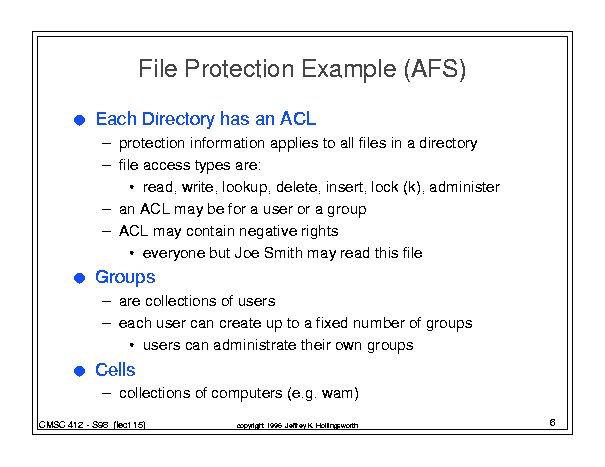 File Protection Example (AFS)
● Each Directory has an ACL
– protection information applies to all files in a directory
– file access types are:
• read, write, lookup, delete, insert, lock (k), administer
– an ACL may be for a user or a group
– ACL may contain negative rights
• everyone but Joe Smith may read this file
● Groups
– are collections of users
– each user can create up to a fixed number of groups
• users can administrate their own groups
● Cells
– collections of computers (e.g. wam)
CMSC 412 - S98 (lect 15)
copyright 1996 Jeffrey K. Hollingsworth
6